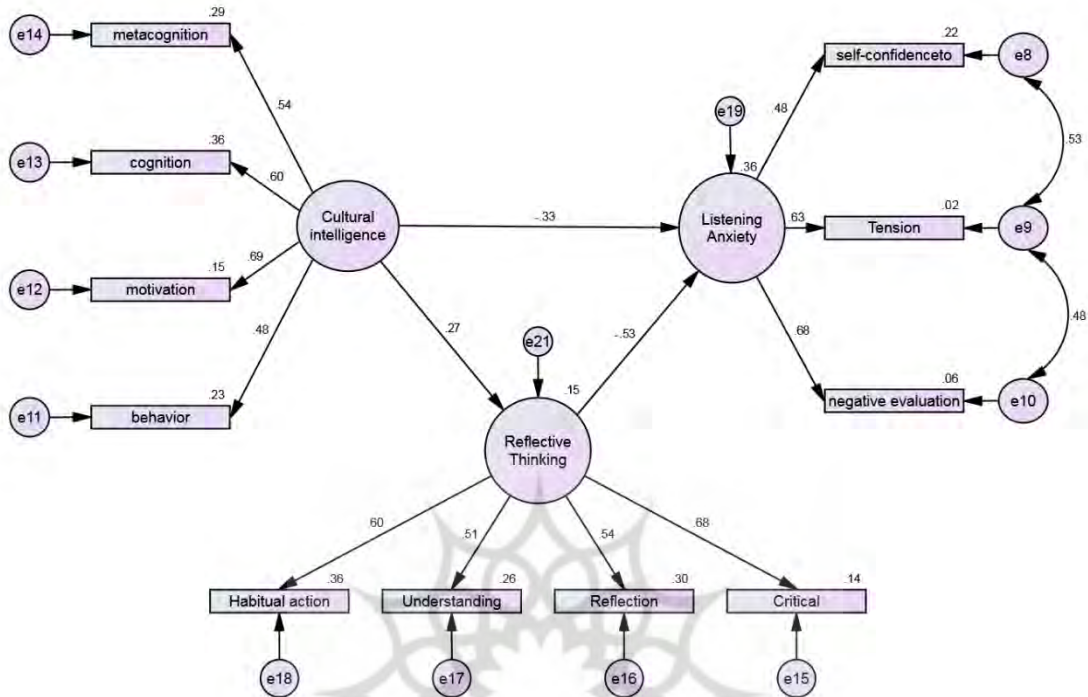 .29
e14
metacognition
.54
.36
e13
cognition
.60
.15
e12
motivation
.69
.23
e11
behavior
.48
Cultural
intelligence
-.33
.27
e19
.36
Listening
Anxiety
.22
self-confidenceto
e8
.48
.53
.02
Tension
e9
63
.48
.06
negative evaluation
e10
68
-.53
e21
.15
Reflective
Thinking
.60
.51
.54
.68
.36
Habitual action
.26
Understanding
.30
Reflection
.14
Critical
e18
e17
e16
e15